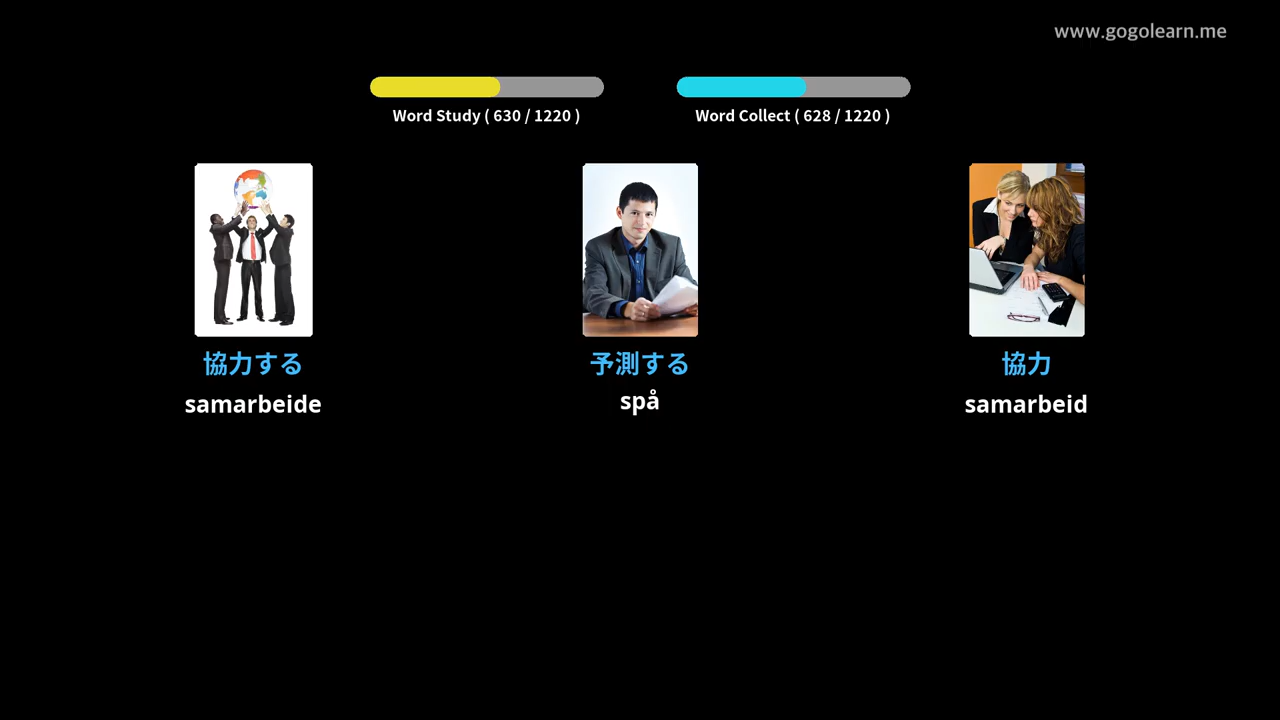 www.gogolearn.me
Word Study ( 630 / 1220 )
Word Collect ( 628 / 1220 )
協力する
予測する
協力
samarbeide
spå
samarbeid